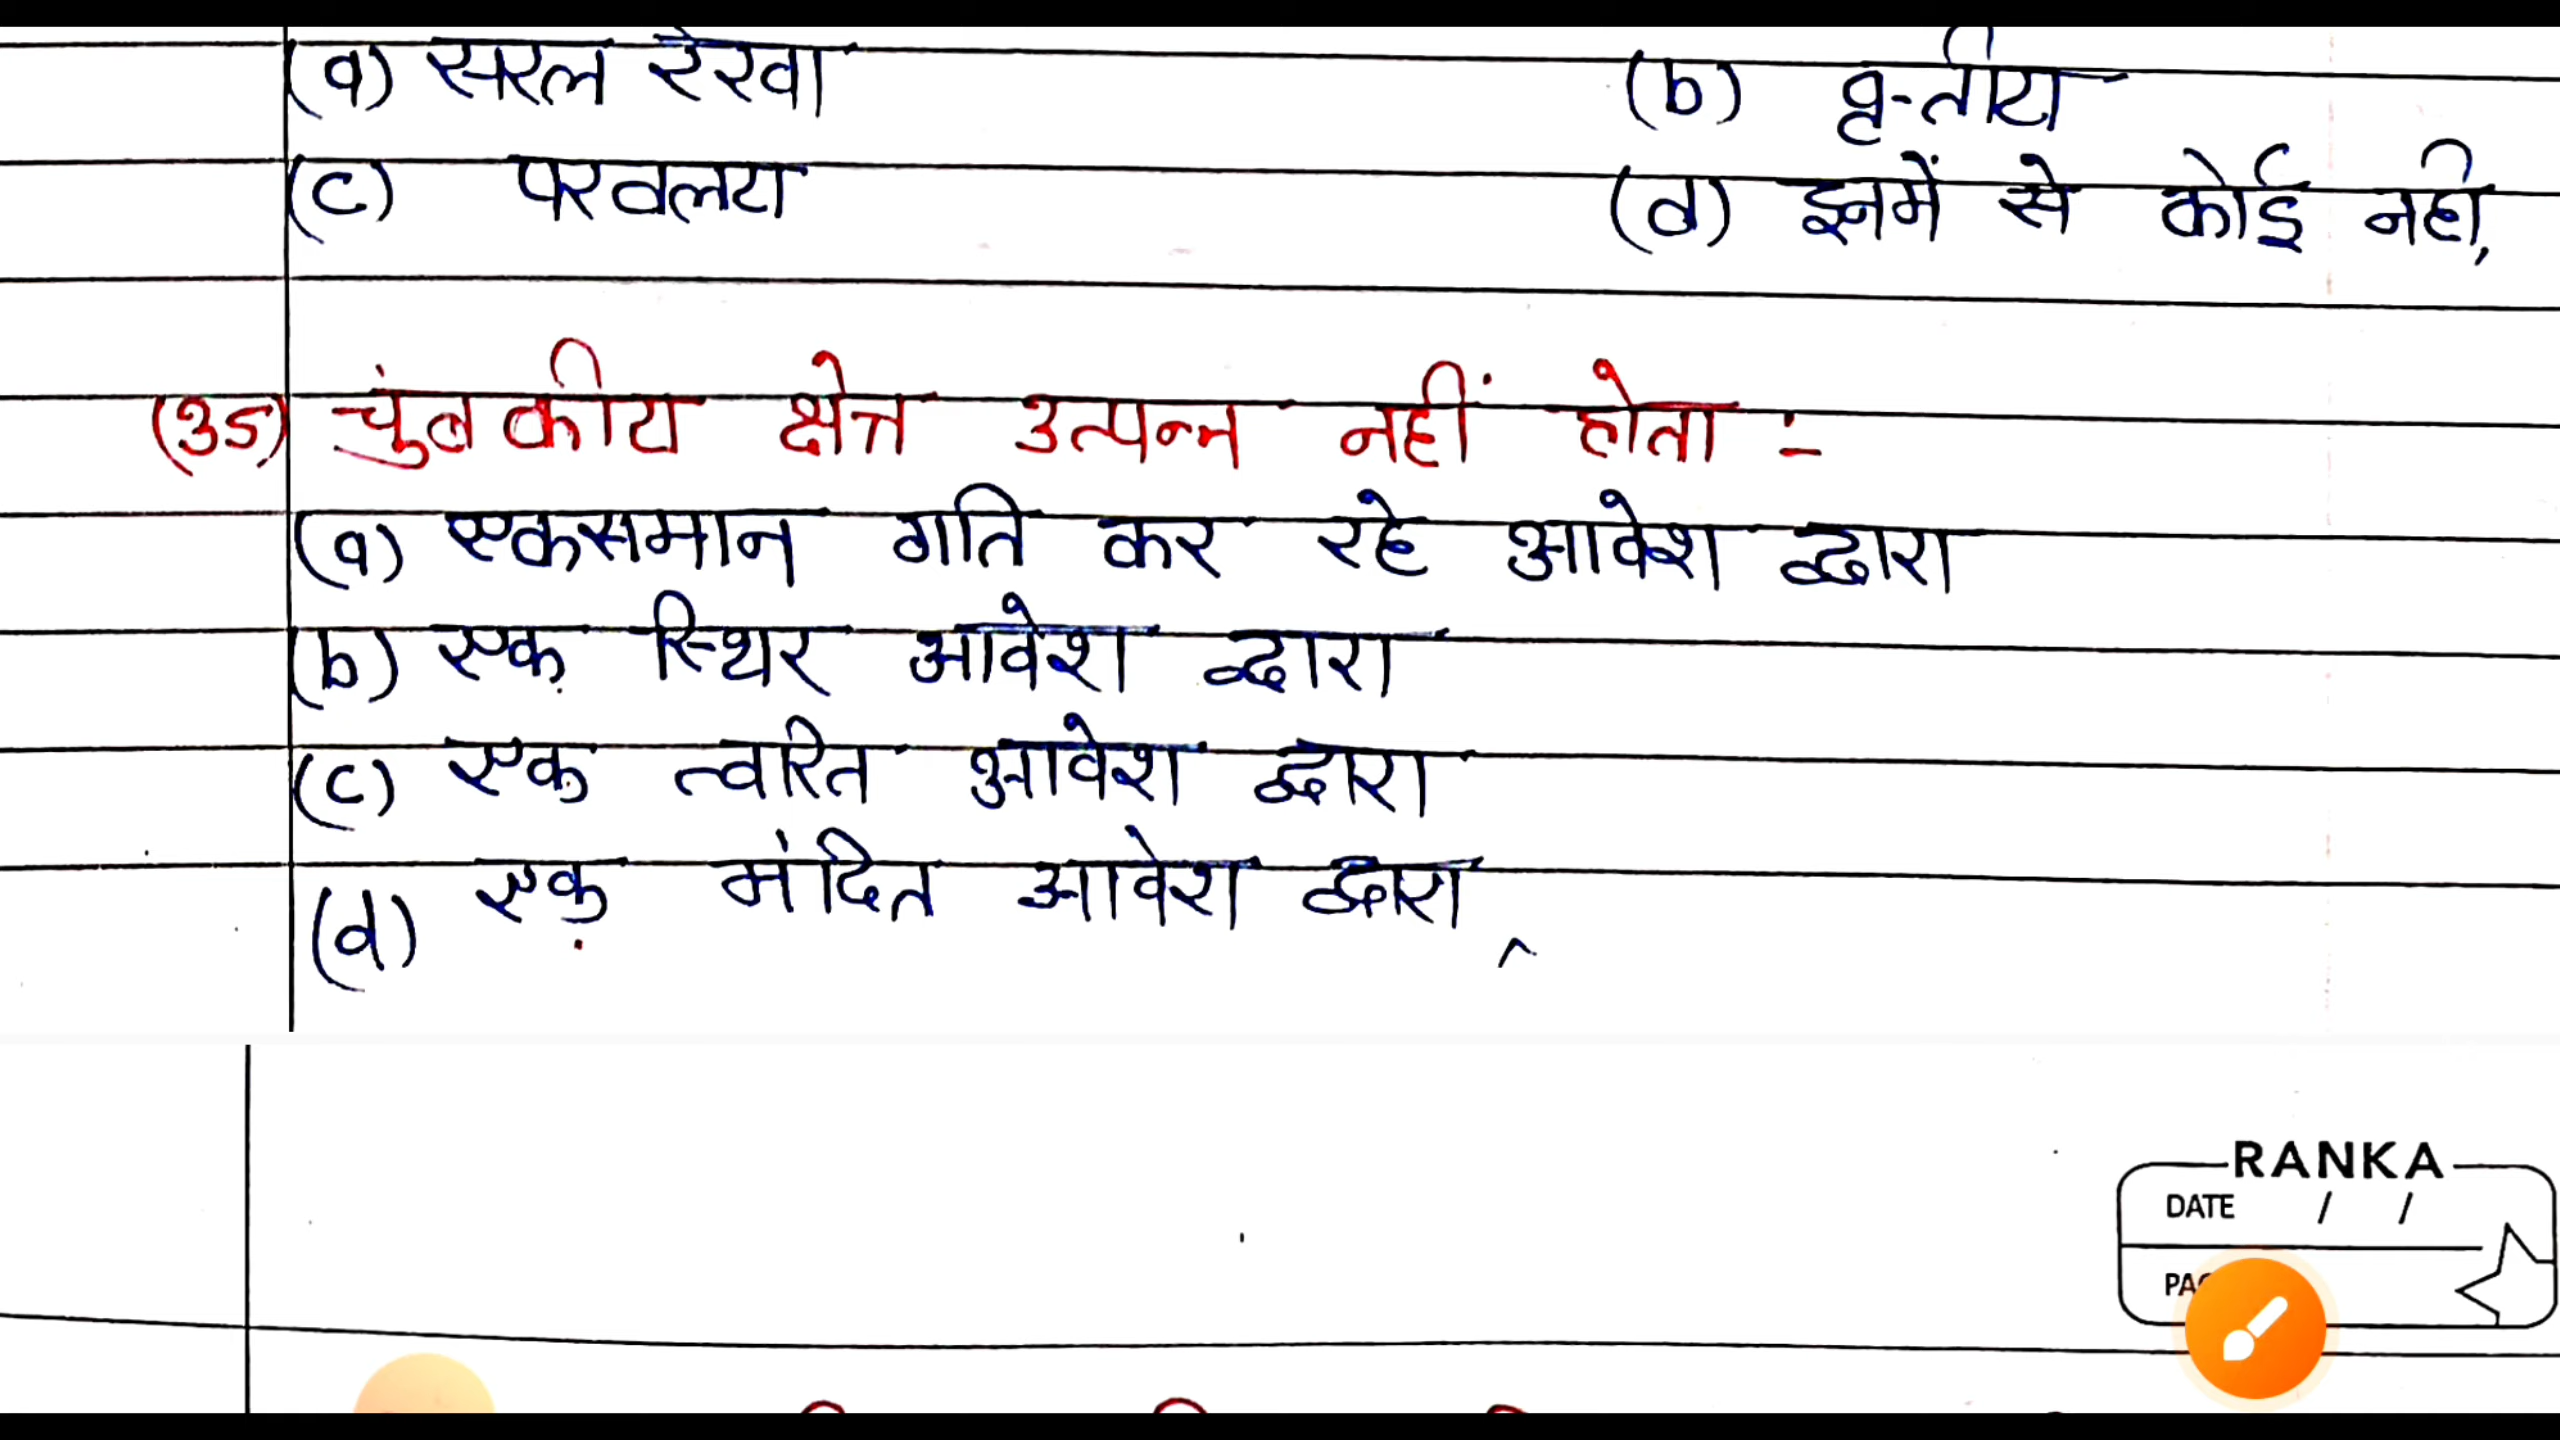 (a) सरल रेखा (b) वृत्तीय
(c) परवलय (d) इनमें से कोई नही,
(35) चुंबकीय क्षेत्र उत्पन्न नहीं होता :-
(a) एकसमान गति कर रहे आवेश द्वारा
(b) एक स्थिर आवेश द्वारा
(c) एक त्वरित आवेश द्वारा
(d) एक मंदित आवेश द्वारा,
RANKA
DATE / /